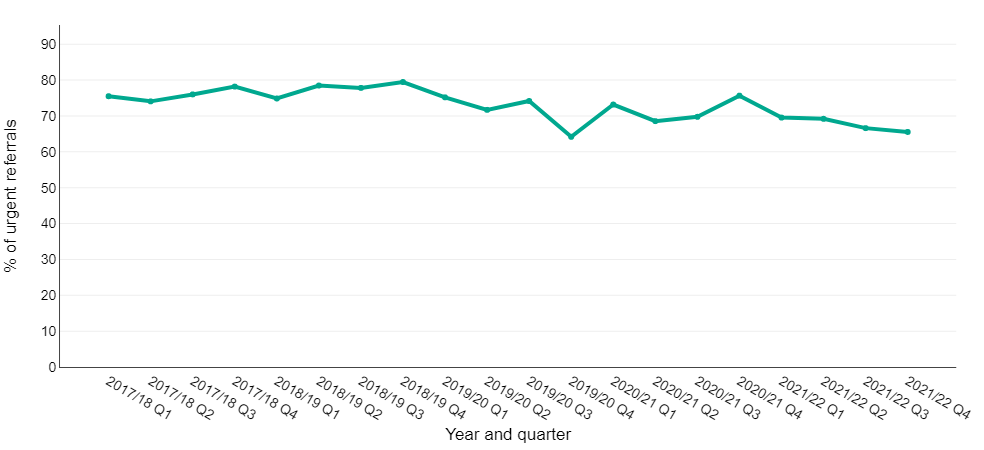 % of urgent referrals
90
80
70
60
50
40
30
20
10
0
2017/18 Q1
2017/18 Q2
2017/18 Q3
2017/18 Q4
2018/19 Q1
2018/19 Q2
2018/19 Q3
2018/19 Q4
2019/20 Q1
2019/20 Q2
2019/20 Q3
2019/20 Q4
2020/21 Q1
2020/21 Q2
2020/21 Q3
2020/21 Q4
2021/22 Q1
2021/22 Q2
2021/22 Q3
2021/22 Q4
Year and quarter